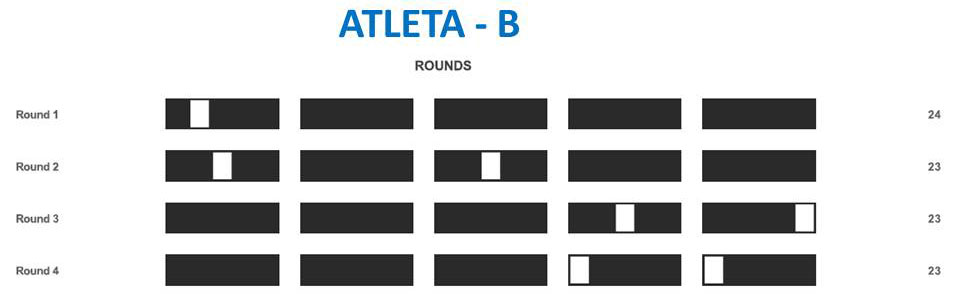 ATLETA - B
ROUNDS
Round 1 24
Round 2 23
Round 3 23
Round 4 23